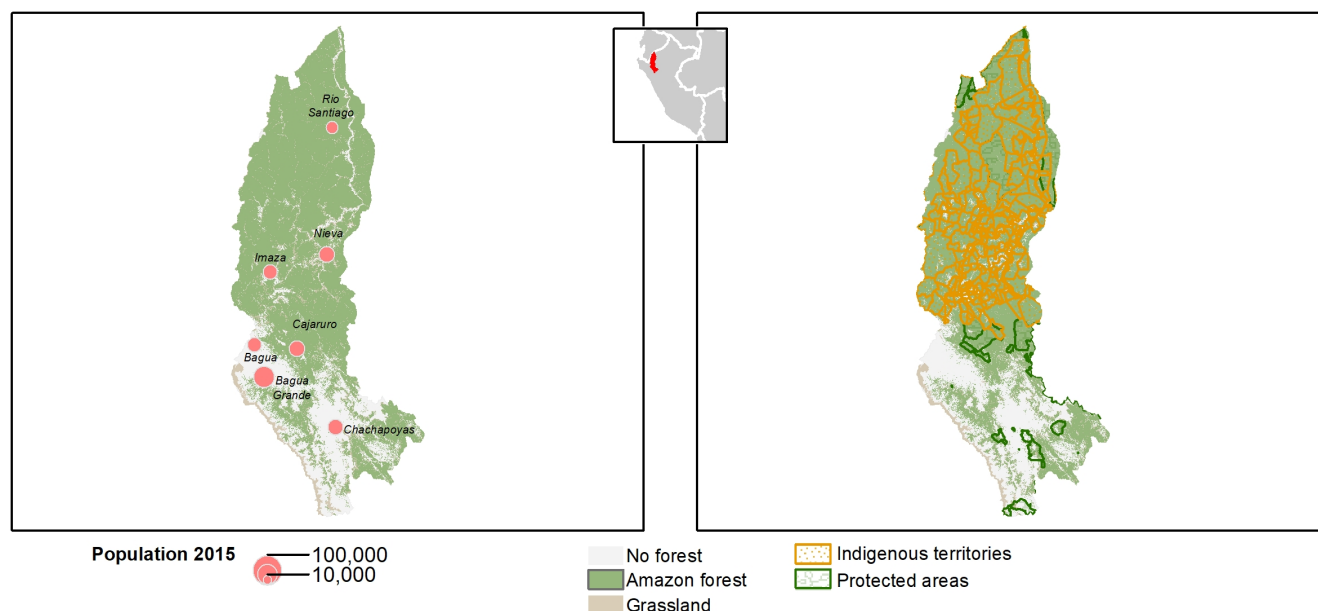 Rio
Santiago
Nieva
Imaza
Cajaruro
Bagua
Bagua
Grande
Chachapoyas
Population 2015
100,000
10,000
No forest
Amazon forest
Grassland
Indigenous territories
Protected areas